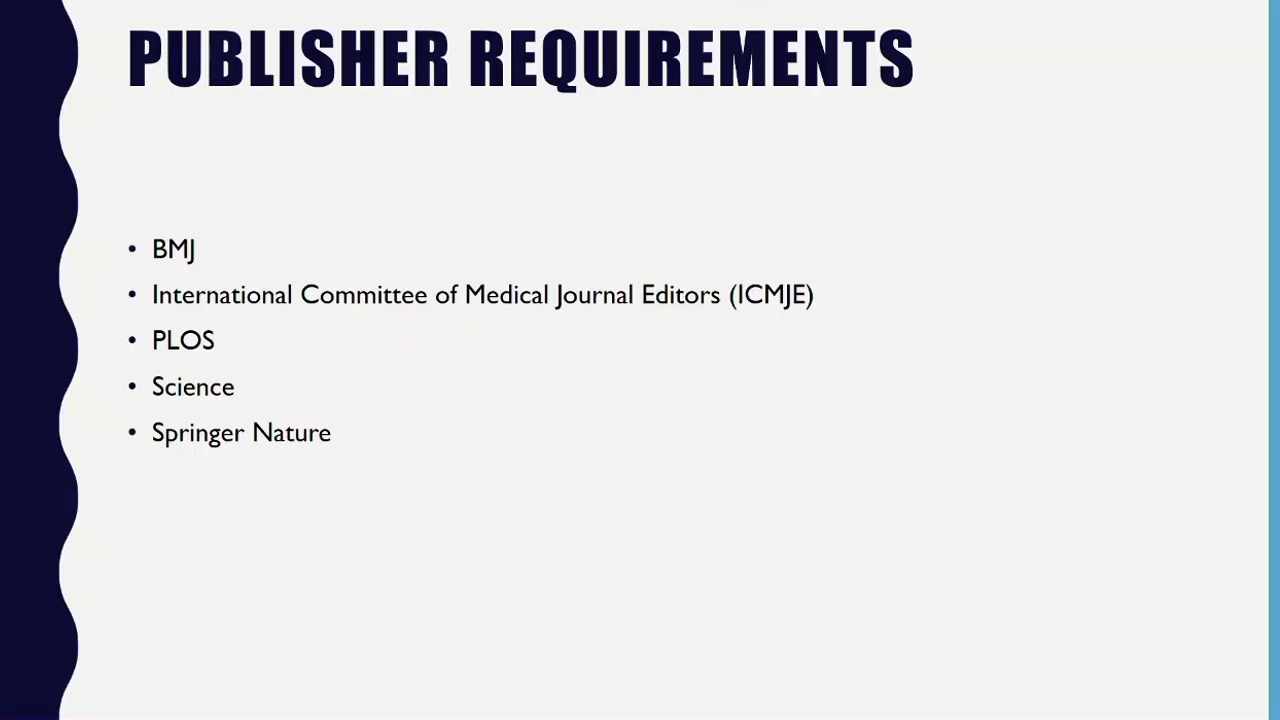 PUBLISHER REQUIREMENTS
• BMJ
• International Committee of Medical Journal Editors (ICMJE)
• PLOS
• Science
• Springer Nature